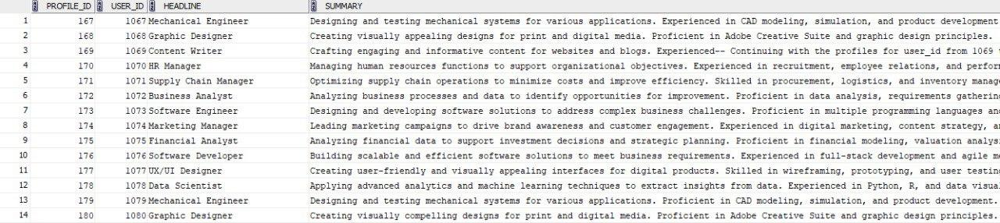 PROFILE_ID USER_ID HEADLINE SUMMARY
1 167 1067 Mechanical Engineer Designing and testing mechanical systems for various applications. Experienced in CAD modeling, simulation, and product development
2 168 1068 Graphic Designer Creating visually appealing designs for print and digital media. Proficient in Adobe Creative Suite and graphic design principles.
3 169 1069 Content Writer Crafting engaging and informative content for websites and blogs. Experienced-- Continuing with the profiles for user_id from 1069
4 170 1070 HR Manager Managing human resources functions to support organizational objectives. Experienced in recruitment, employee relations, and perfor
5 171 1071 Supply Chain Manager Optimizing supply chain operations to minimize costs and improve efficiency. Skilled in procurement, logistics, and inventory manag
6 172 1072 Business Analyst Analyzing business processes and data to identify opportunities for improvement. Proficient in data analysis, requirements gatherin
7 173 1073 Software Engineer Designing and developing software solutions to address complex business challenges. Proficient in multiple programming languages an
8 174 1074 Marketing Manager Leading marketing campaigns to drive brand awareness and customer engagement. Experienced in digital marketing, content strategy, a
9 175 1075 Financial Analyst Analyzing financial data to support investment decisions and strategic planning. Proficient in financial modeling, valuation analys
10 176 1076 Software Developer Building scalable and efficient software solutions to meet business requirements. Experienced in full-stack development and agile m
11 177 1077 UX/UI Designer Creating user-friendly and visually appealing interfaces for digital products. Skilled in wireframing, prototyping, and user testin
12 178 1078 Data Scientist Applying advanced analytics and machine learning techniques to extract insights from data. Experienced in Python, R, and data visua
13 179 1079 Mechanical Engineer Designing and testing mechanical systems for various applications. Proficient in CAD modeling, simulation, and product development.
14 180 1080 Graphic Designer Creating visually compelling designs for print and digital media. Proficient in Adobe Creative Suite and graphic design principles.